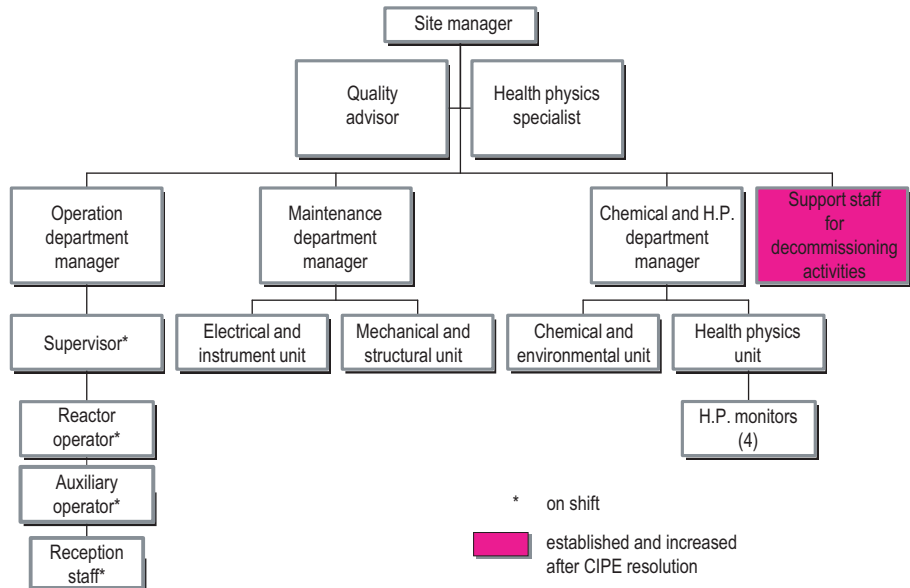 Site manager
Quality
advisor
Health physics
specialist
Operation
department
manager
Maintenance
department
manager
Chemical and H.P.
department
manager
Support staff
for
decommissioning
activities
Supervisor*
Electrical and
instrument unit
Mechanical and
structural unit
Chemical and
environmental unit
Health physics
unit
Reactor
operator*
H.P. monitors
(4)
Auxiliary
operator*
Reception
staff*
* on shift
established and increased
after CIPE resolution